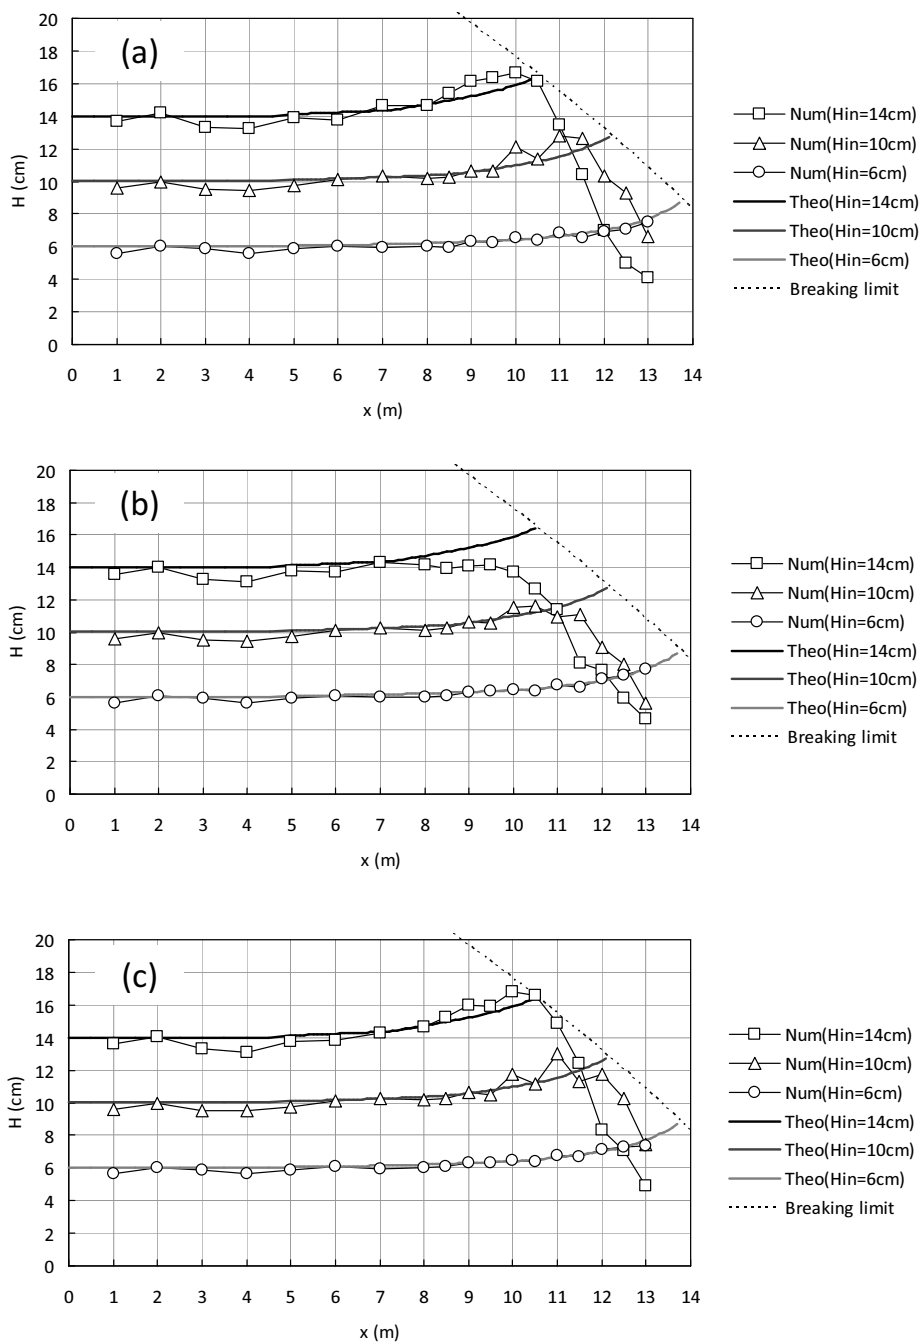 (a)
H (cm)
20
18
16
14
12
10
8
6
4
2
0
0 1 2 3 4 5 6 7 8 9 10 11 12 13 14
x (m)
Num(Hin=14cm)
Num(Hin=10cm)
Num(Hin=6cm)
Theo(Hin=14cm)
Theo(Hin=10cm)
Theo(Hin=6cm)
Breaking limit
(b)
H (cm)
20
18
16
14
12
10
8
6
4
2
0
0 1 2 3 4 5 6 7 8 9 10 11 12 13 14
x (m)
Num(Hin=14cm)
Num(Hin=10cm)
Num(Hin=6cm)
Theo(Hin=14cm)
Theo(Hin=10cm)
Theo(Hin=6cm)
Breaking limit
(c)
H (cm)
20
18
16
14
12
10
8
6
4
2
0
0 1 2 3 4 5 6 7 8 9 10 11 12 13 14
x (m)
Num(Hin=14cm)
Num(Hin=10cm)
Num(Hin=6cm)
Theo(Hin=14cm)
Theo(Hin=10cm)
Theo(Hin=6cm)
Breaking limit